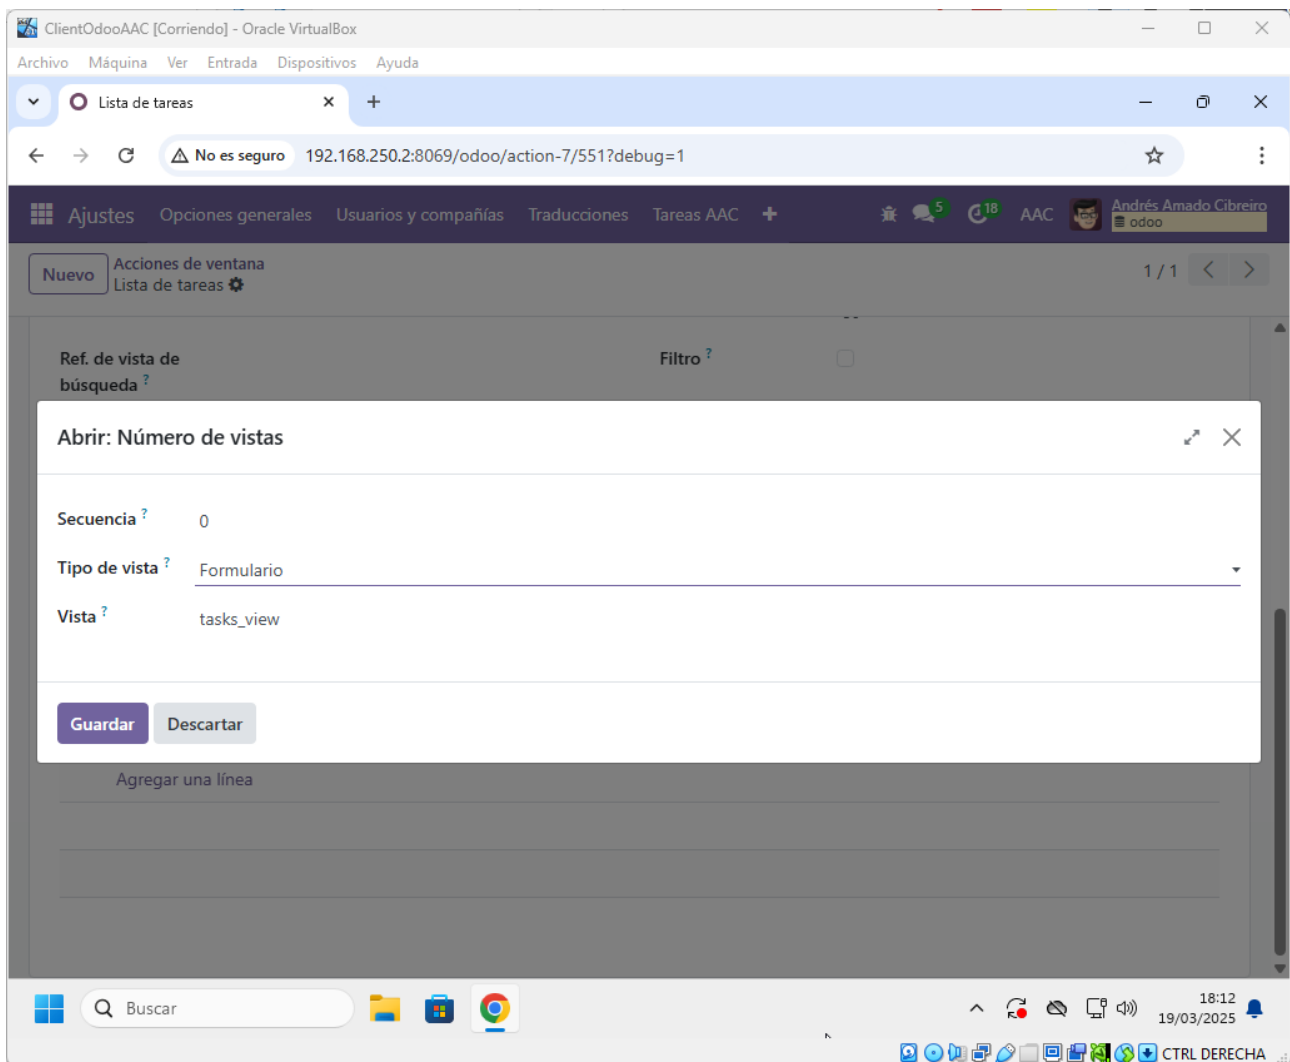 ClientOdooAAC [Corriendo] - Oracle VirtualBox
Archivo Máquina Ver Entrada Dispositivos Ayuda
Lista de tareas
No es seguro 192.168.250.2:8069/odoo/action-7/551?debug=1
Ajustes Opciones generales Usuarios y compañías Traducciones Tareas AAC 5 18 AAC Andrés Amado Cibreiro
odoo
Nuevo Acciones de ventana
Lista de tareas
1 / 1
Ref. de vista de
búsqueda ?
Filtro ?
Abrir: Número de vistas
Secuencia ? 0
Tipo de vista ? Formulario
Vista ? tasks_view
Guardar Descartar
Agregar una línea
Buscar
18:12
19/03/2025
CTRL DERECHA